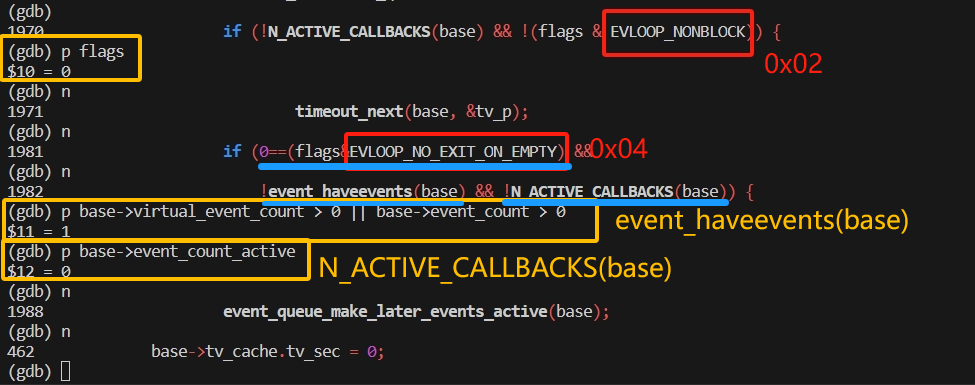 (gdb)
1970 if (!N_ACTIVE_CALLBACKS(base) && !(flags & EVLOOP_NONBLOCK)) {
(gdb) p flags
0x02
$10 = 0
(gdb) n
1971 timeout_next(base, &tv_p);
(gdb) n
1981 if (0==(flags&EVLOOP_NO_EXIT_ON_EMPTY) &&
0x04
(gdb) n
1982 !event_haveevents(base) && !N_ACTIVE_CALLBACKS(base)) {
(gdb) p base->virtual_event_count > 0 || base->event_count > 0
event_haveevents(base)
$11 = 1
(gdb) p base->event_count_active
N_ACTIVE_CALLBACKS(base)
$12 = 0
(gdb) n
1988 event_queue_make_later_events_active(base);
(gdb) n
462 base->tv_cache.tv_sec = 0;
(gdb)